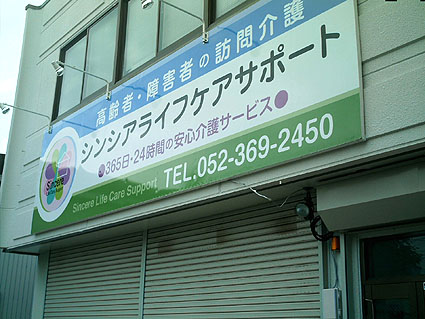 高齢者・障害者の訪問介護
シンシアライフケアサポート
●365日・24時間の安心介護サービス●
Sincere
Sincere Life Care Support
TEL.052-369-2450